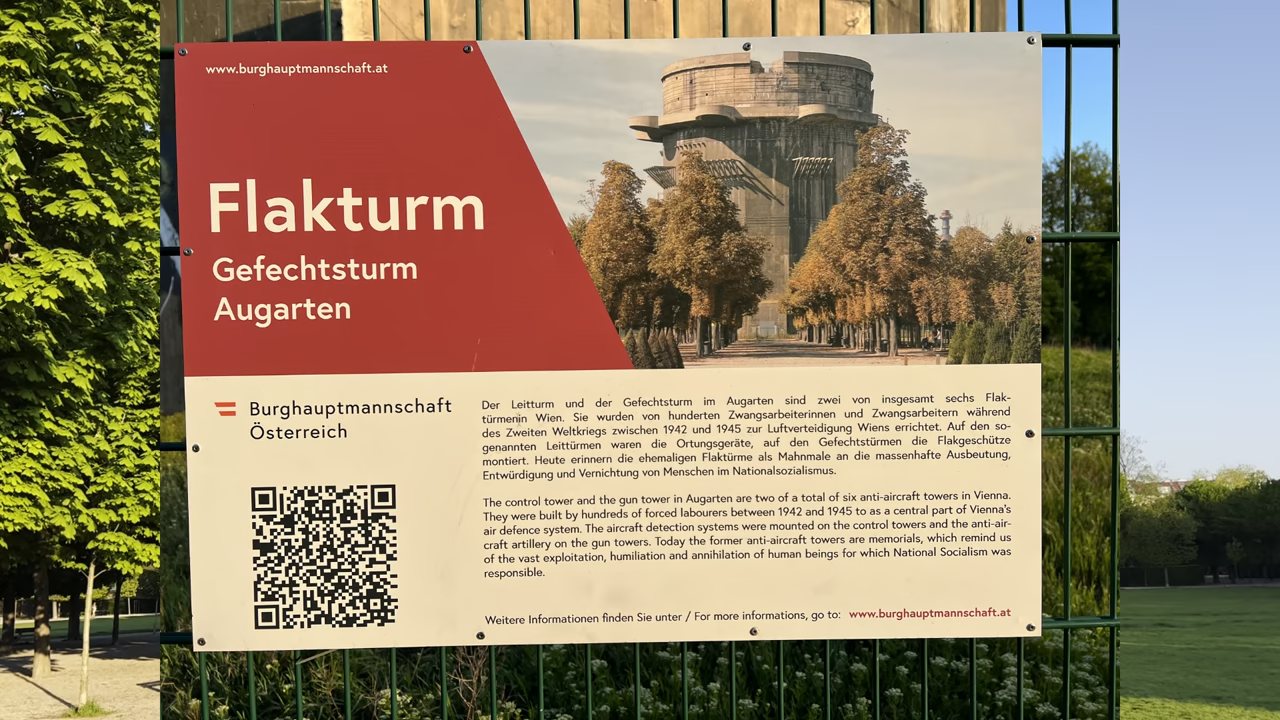 www.burghauptmannschaft.at
Flakturm
Gefechtsturm
Augarten
Burghauptmannschaft
Österreich
Der Leitturm und der Gefechtsturm im Augarten sind zwei von insgesamt sechs Flak-
türmenin Wien. Sie wurden von hunderten Zwangsarbeiterinnen und Zwangsarbeitern während
des Zweiten Weltkriegs zwischen 1942 und 1945 zur Luftverteidigung Wiens errichtet. Auf den so-
genannten Leittürmen waren die Ortungsgeräte, auf den Gefechtstürmen die Flakgeschütze
montiert. Heute erinnern die ehemaligen Flaktürme als Mahnmale an die massenhafte Ausbeutung,
Entwürdigung und Vernichtung von Menschen im Nationalsozialismus.
The control tower and the gun tower in Augarten are two of a total of six anti-aircraft towers in Vienna.
They were built by hundreds of forced labourers between 1942 and 1945 to as a central part of Vienna's
air defence system. The aircraft detection systems were mounted on the control towers and the anti-air-
craft artillery on the gun towers. Today the former anti-aircraft towers are memorials, which remind us
of the vast exploitation, humiliation and annihilation of human beings for which National Socialism was
responsible.
Weitere Informationen finden Sie unter / For more informations, go to: www.burghauptmannschaft.at